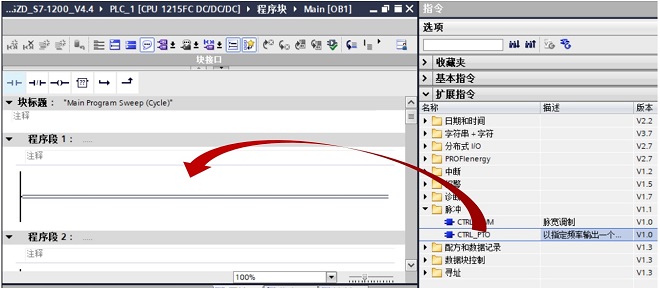 ...iZD_S7-1200_V4.4 ▸ PLC_1 [CPU 1215FC DC/DC/DC] ▸ 程序块 ▸ Main [OB1]
块接口
块标题： "Main Program Sweep (Cycle)"
注释
程序段 1： .....
注释
程序段 2： .....
注释
100%
指令
选项
收藏夹
基本指令
扩展指令
名称 描述 版本
日期和时间 V2.2
字符串 + 字符 V3.7
分布式 I/O V2.7
PROFIenergy V2.7
中断 V1.2
V1.5
诊断 V1.7
脉冲 V1.1
脉宽调制 V1.0
CTRL_PTO 以指定频率输出一个... V1.0
配方和数据记录 V1.3
数据块控制 V1.3
寻址 V1.3